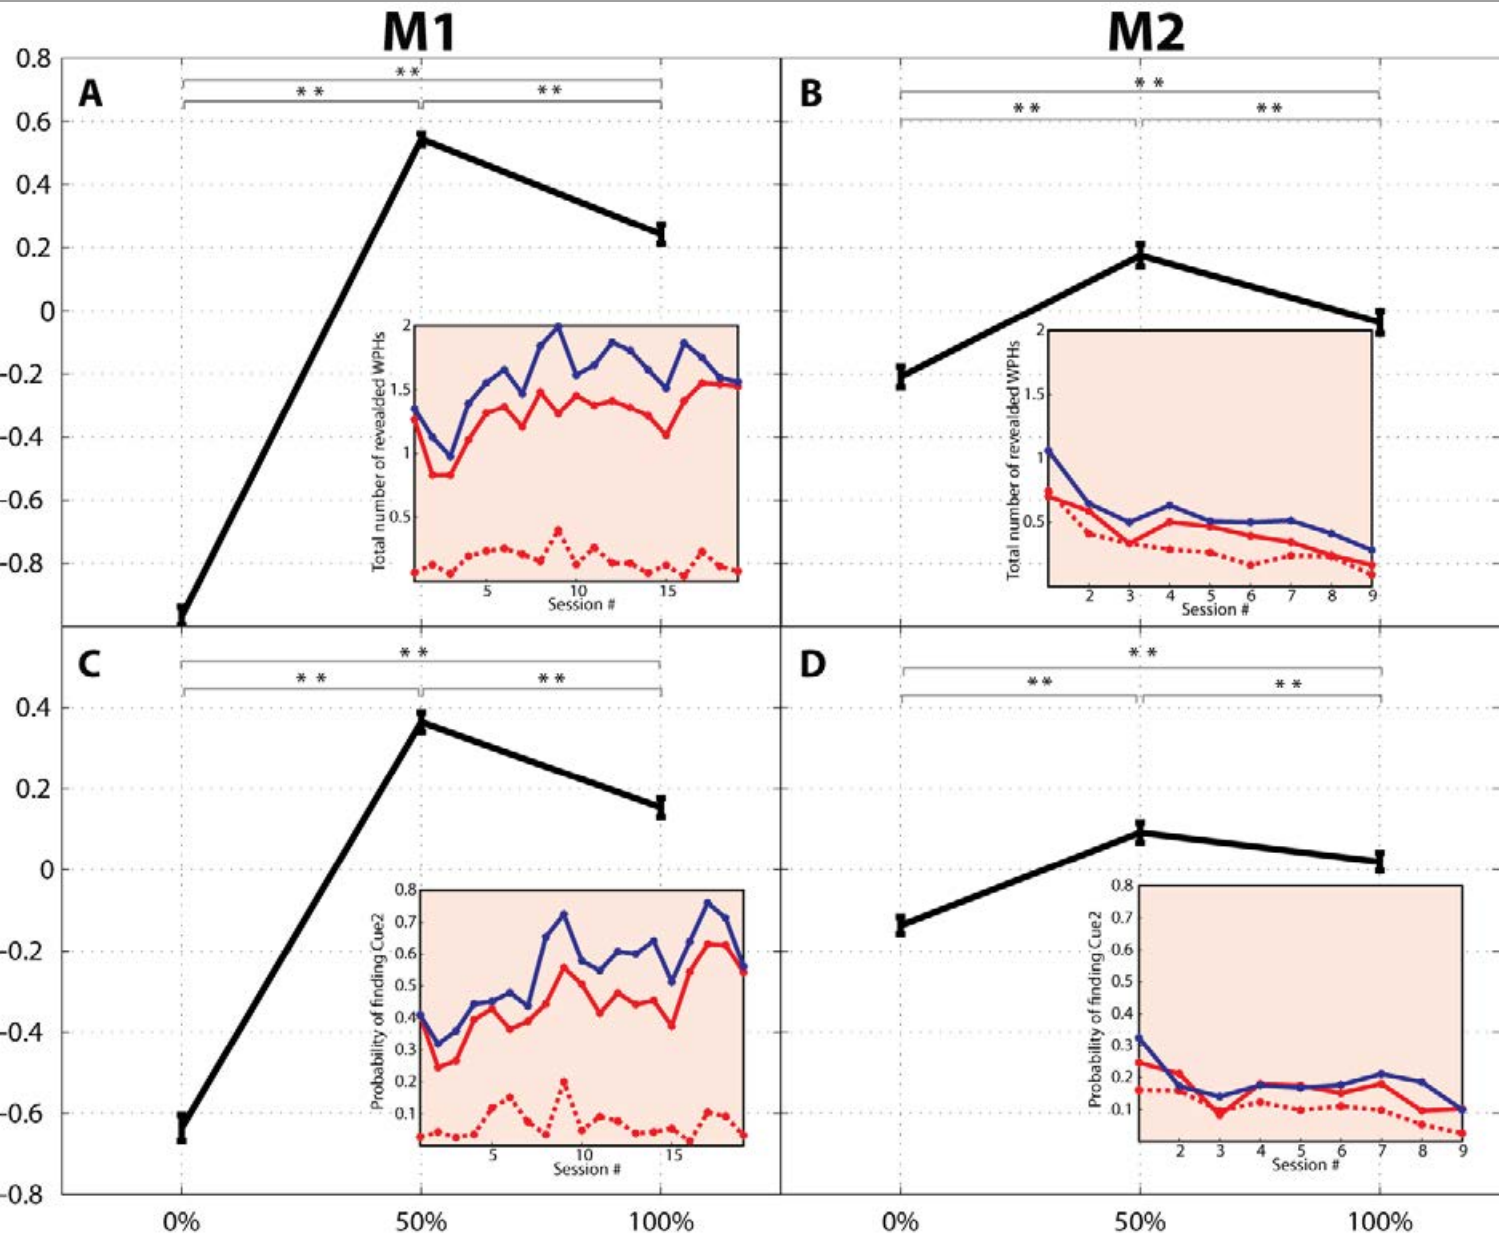 M1
M2
0.8
0.6
0.4
0.2
0
-0.2
-0.4
-0.6
-0.8
A
**
** **
Total number of revealded WPHs
2
1.5
1
0.5
5 10 15
Session #
B
**
** **
Total number of revealded WPHs
2
1.5
1
0.5
2 3 4 5 6 7 8 9
Session #
0.4
0.2
0
-0.2
-0.4
-0.6
-0.8
C
**
** **
Probability of finding Cue2
0.8
0.7
0.6
0.5
0.4
0.3
0.2
0.1
5 10 15
Session #
D
**
** **
Probability of finding Cue2
0.8
0.7
0.6
0.5
0.4
0.3
0.2
0.1
2 3 4 5 6 7 8 9
Session #
0% 50% 100%
0% 50% 100%